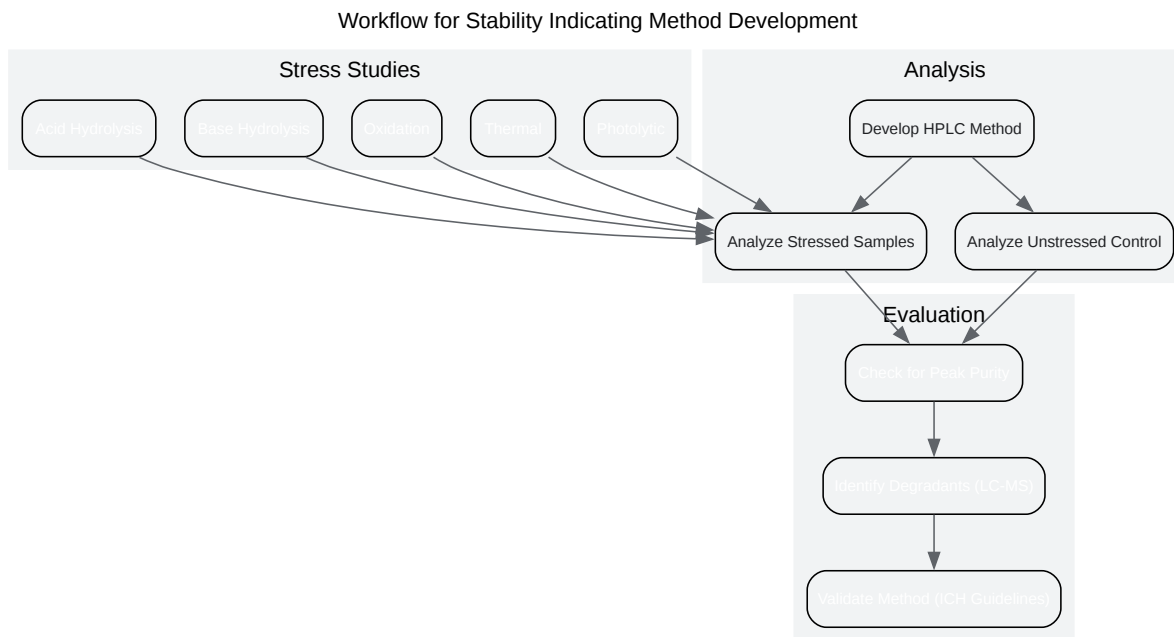 Workflow for Stability Indicating Method Development
Stress Studies
Analysis
Acid Hydrolysis
Base Hydrolysis
Oxidation
Thermal
Photolytic
Develop HPLC Method
Analyze Stressed Samples
Analyze Unstressed Control
Evaluation
Check for Peak Purity
Identify Degradants (LC-MS)
Validate Method (ICH Guidelines)